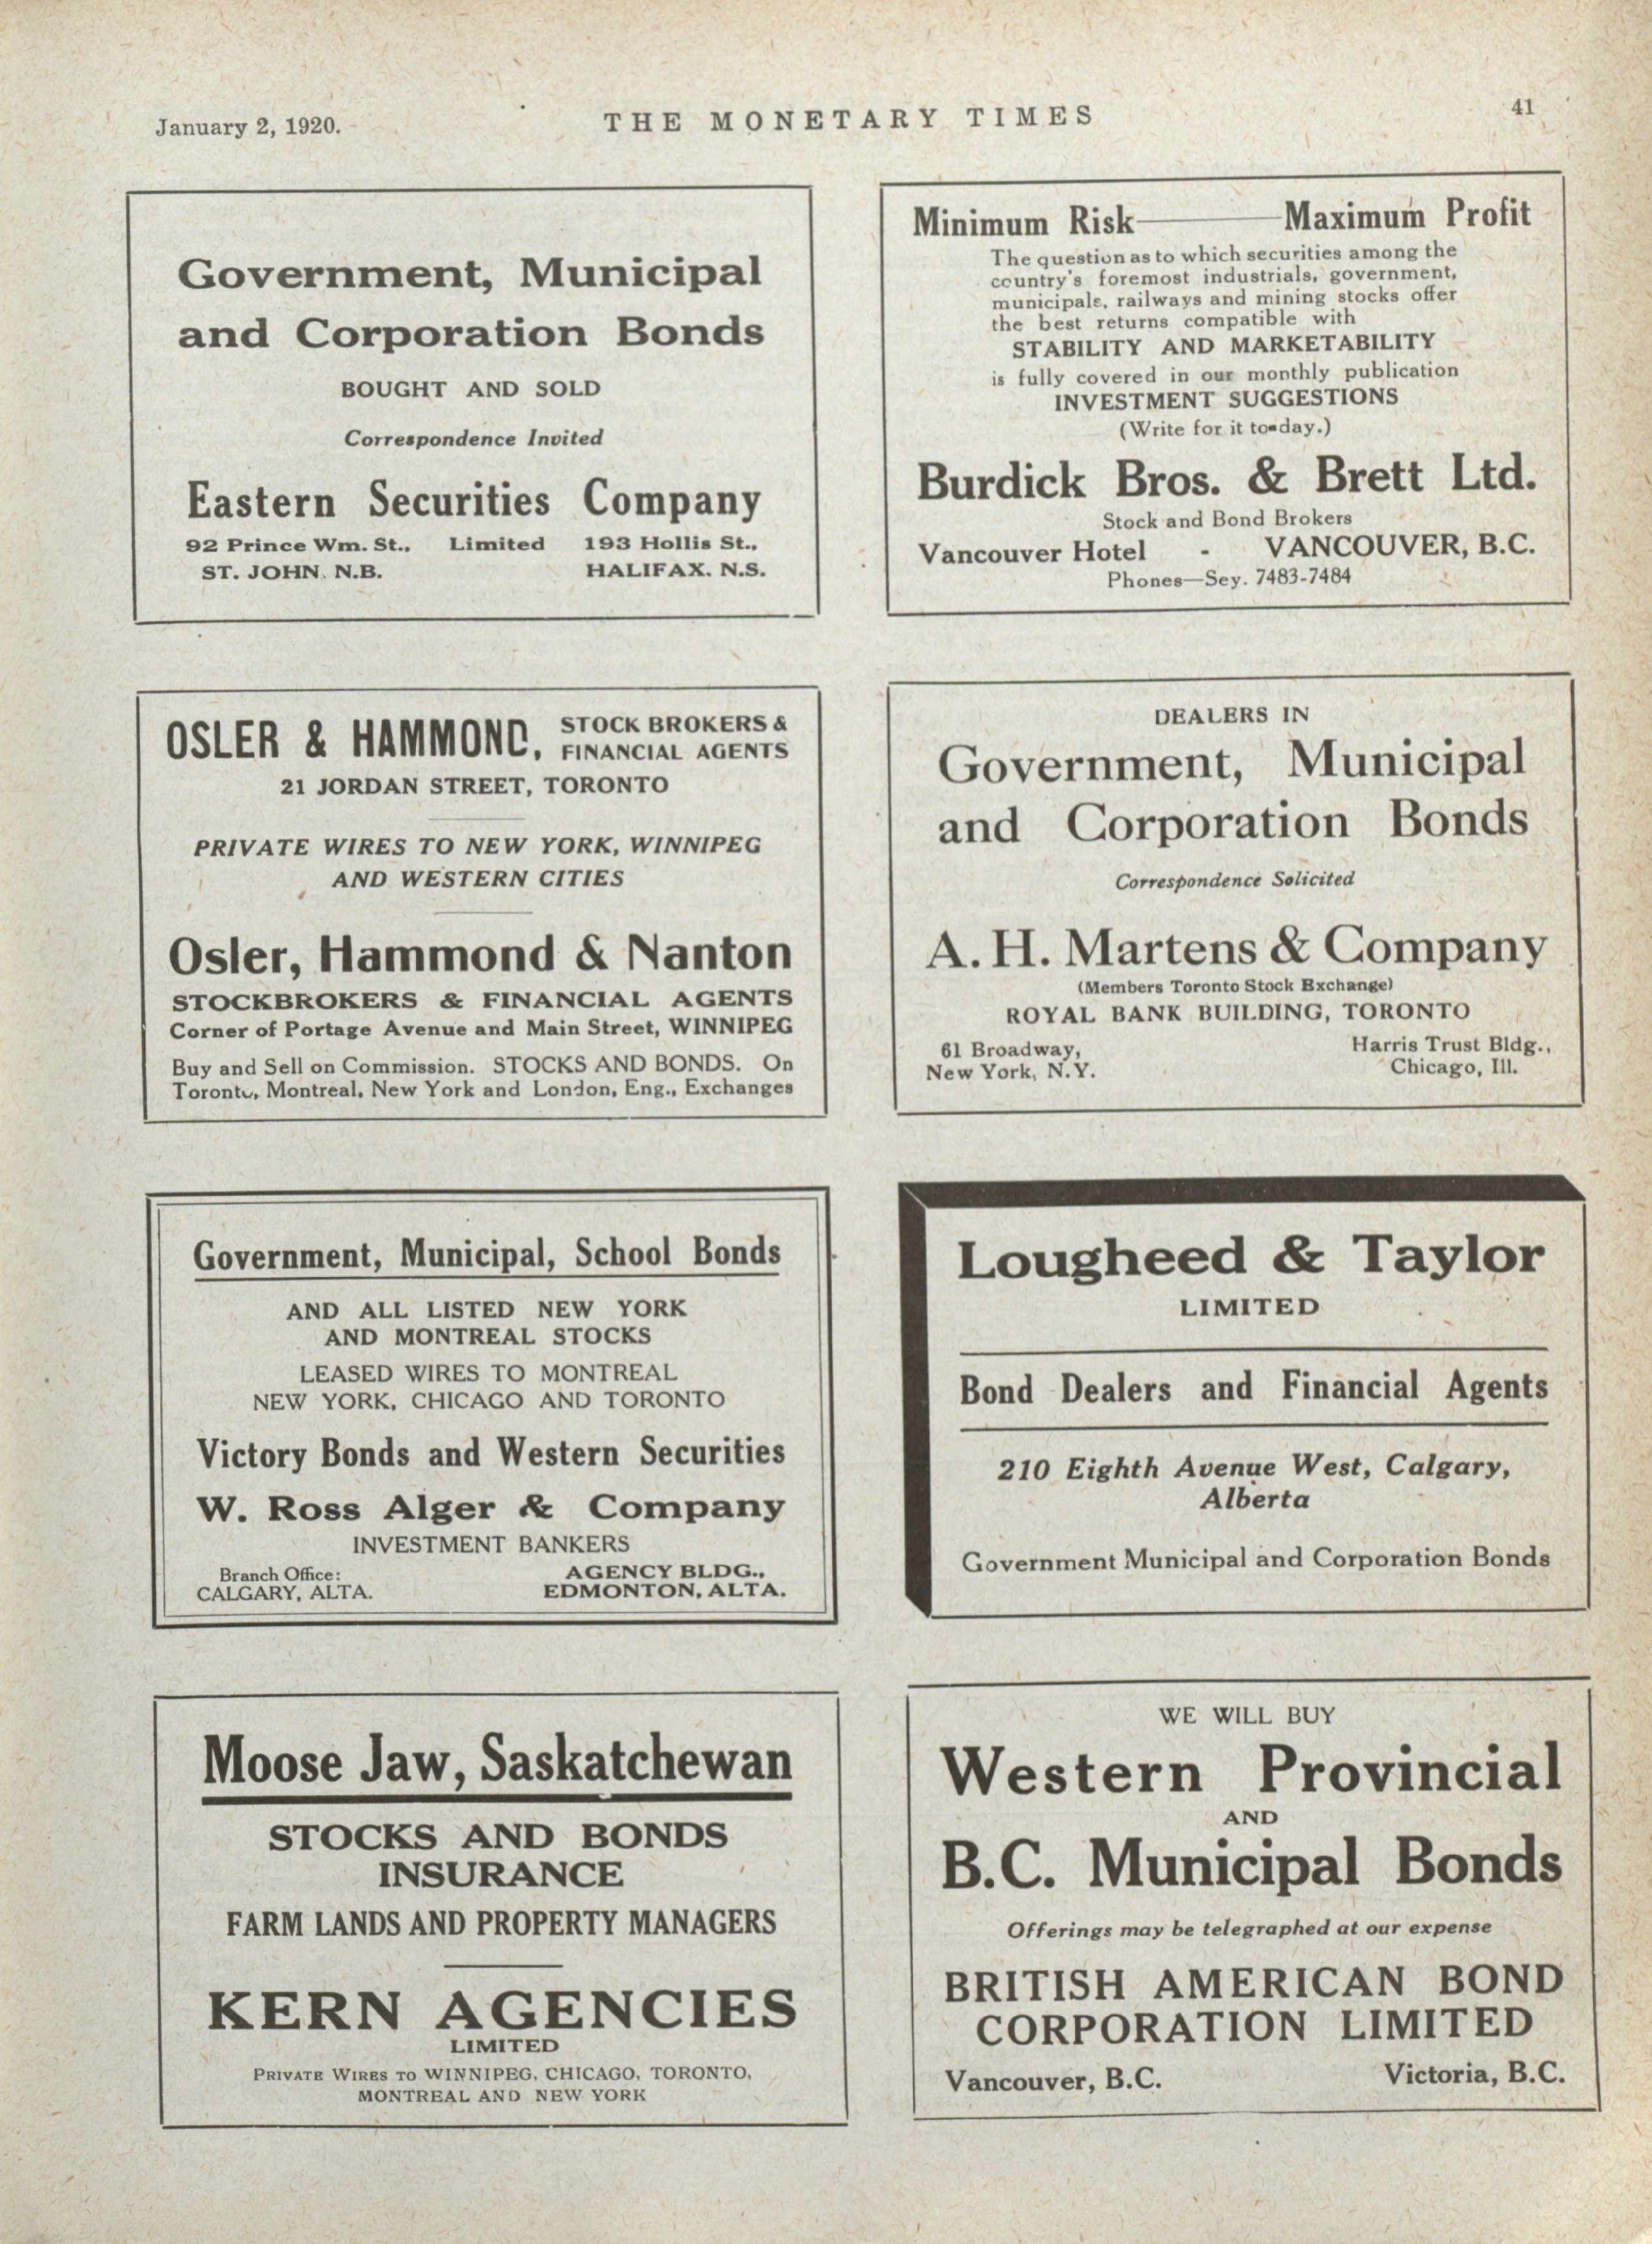 January 2, 1920.
THE MONETARY TIMES
41
Government, Municipal
and Corporation Bonds
BOUGHT AND SOLD
Correspondence Invited
Eastern Securities Company
92 Prince Wm. St., Limited 193 Hollis St.,
ST. JOHN, N.B. HALIFAX, N.S.
Minimum Risk——Maximum Profit
The question as to which securities among the
country's foremost industrials, government,
municipals, railways and mining stocks offer
the best returns compatible with
STABILITY AND MARKETABILITY
is fully covered in our monthly publication
INVESTMENT SUGGESTIONS
(Write for it to-day.)
Burdick Bros. & Brett Ltd.
Stock and Bond Brokers
Vancouver Hotel - VANCOUVER, B.C.
Phones—Sey. 7483-7484
OSLER & HAMMOND, STOCK BROKERS &
FINANCIAL AGENTS
21 JORDAN STREET, TORONTO
PRIVATE WIRES TO NEW YORK, WINNIPEG
AND WESTERN CITIES
Osler, Hammond & Nanton
STOCKBROKERS & FINANCIAL AGENTS
Corner of Portage Avenue and Main Street, WINNIPEG
Buy and Sell on Commission. STOCKS AND BONDS. On
Toronto, Montreal, New York and London, Eng., Exchanges
DEALERS IN
Government, Municipal
and Corporation Bonds
Correspondence Solicited
A. H. Martens & Company
(Members Toronto Stock Exchange)
ROYAL BANK BUILDING, TORONTO
61 Broadway, Harris Trust Bldg.,
New York, N.Y. Chicago, Ill.
Government, Municipal, School Bonds
AND ALL LISTED NEW YORK
AND MONTREAL STOCKS
LEASED WIRES TO MONTREAL
NEW YORK, CHICAGO AND TORONTO
Victory Bonds and Western Securities
W. Ross Alger & Company
INVESTMENT BANKERS
Branch Office: AGENCY BLDG.,
CALGARY, ALTA. EDMONTON, ALTA.
Lougheed & Taylor
LIMITED
Bond Dealers and Financial Agents
210 Eighth Avenue West, Calgary,
Alberta
Government Municipal and Corporation Bonds
Moose Jaw, Saskatchewan
STOCKS AND BONDS
INSURANCE
FARM LANDS AND PROPERTY MANAGERS
KERN AGENCIES
LIMITED
PRIVATE WIRES TO WINNIPEG, CHICAGO, TORONTO,
MONTREAL AND NEW YORK
WE WILL BUY
Western Provincial
AND
B.C. Municipal Bonds
Offerings may be telegraphed at our expense
BRITISH AMERICAN BOND
CORPORATION LIMITED
Vancouver, B.C. Victoria, B.C.